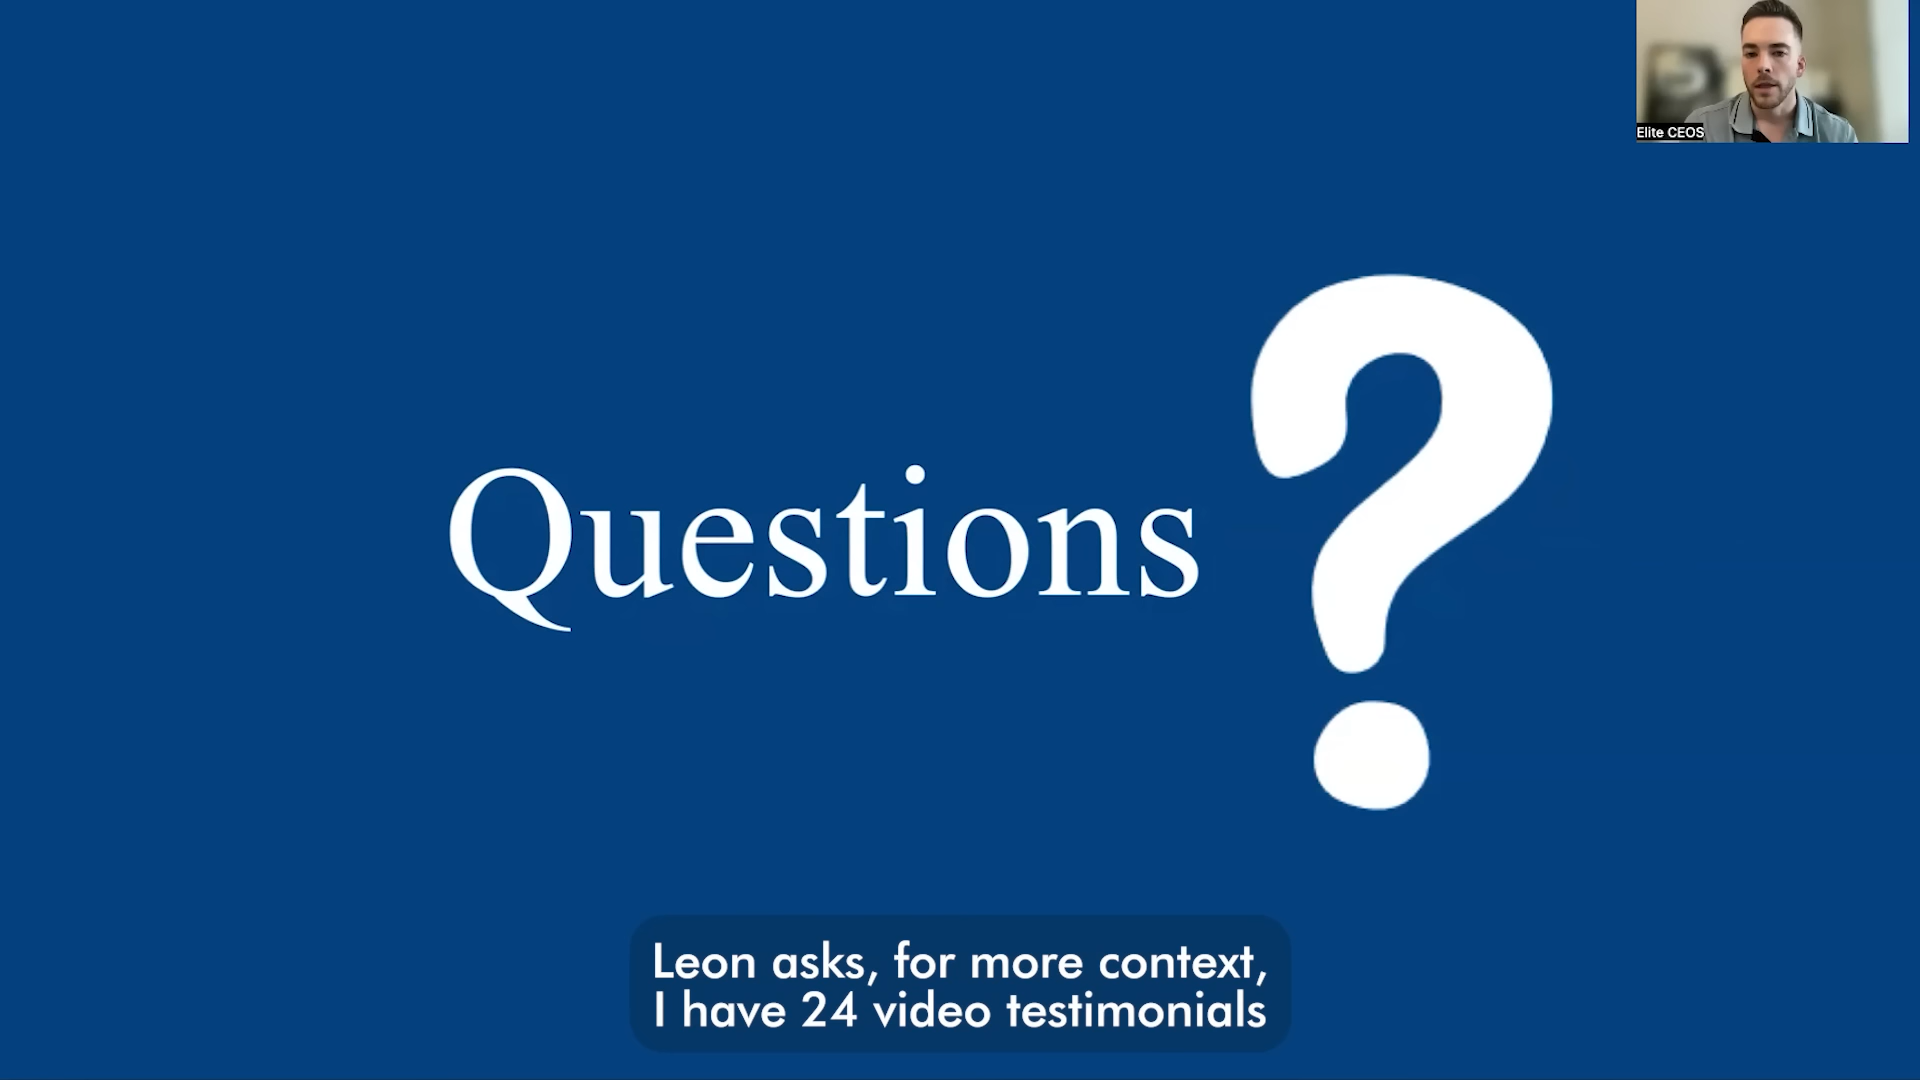 Elite CEOS
Questions ?
Leon asks, for more context,
I have 24 video testimonials